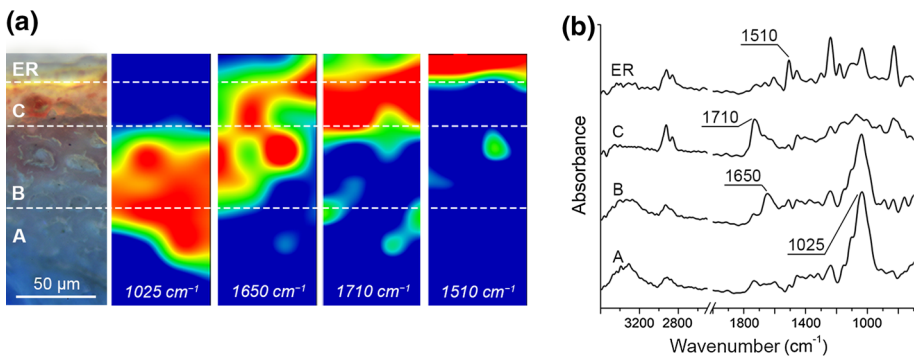 (a)
ER
C
B
A
50 µm
1025 cm⁻¹
1650 cm⁻¹
1710 cm⁻¹
1510 cm⁻¹
(b)
1510
ER
1710
C
1650
B
1025
A
Absorbance
3200 2800 1800 1400 1000
Wavenumber (cm⁻¹)